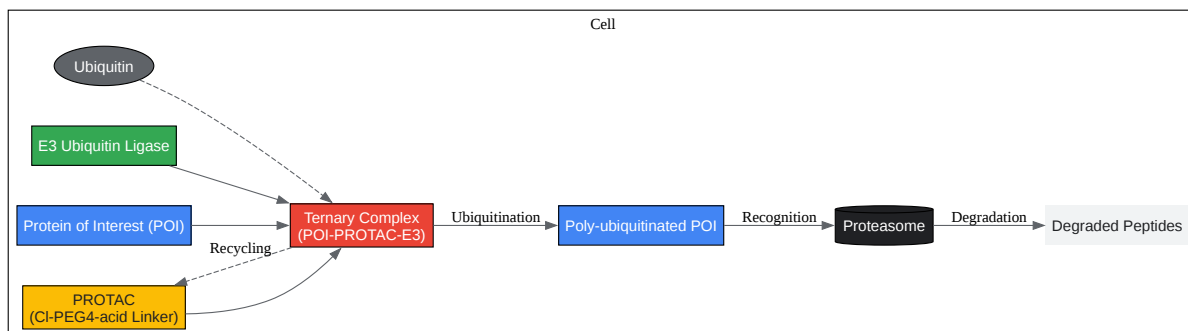 Cell
Ubiquitin
E3 Ubiquitin Ligase
Protein of Interest (POI)
Ternary Complex
(POI-PROTAC-E3)
Ubiquitination
Poly-ubiquitinated POI
Recognition
Proteasome
Degradation
Degraded Peptides
Recycling
PROTAC
(Cl-PEG4-acid Linker)